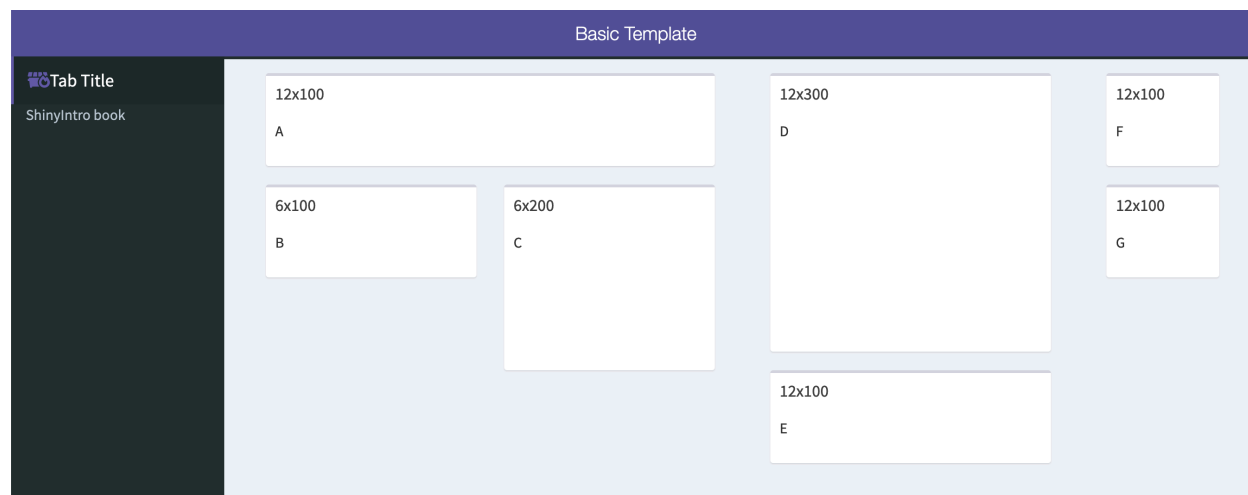 Basic Template
Tab Title
ShinyIntro book
12x100
A
6x100
B
6x200
C
12x300
D
12x100
E
12x100
F
12x100
G